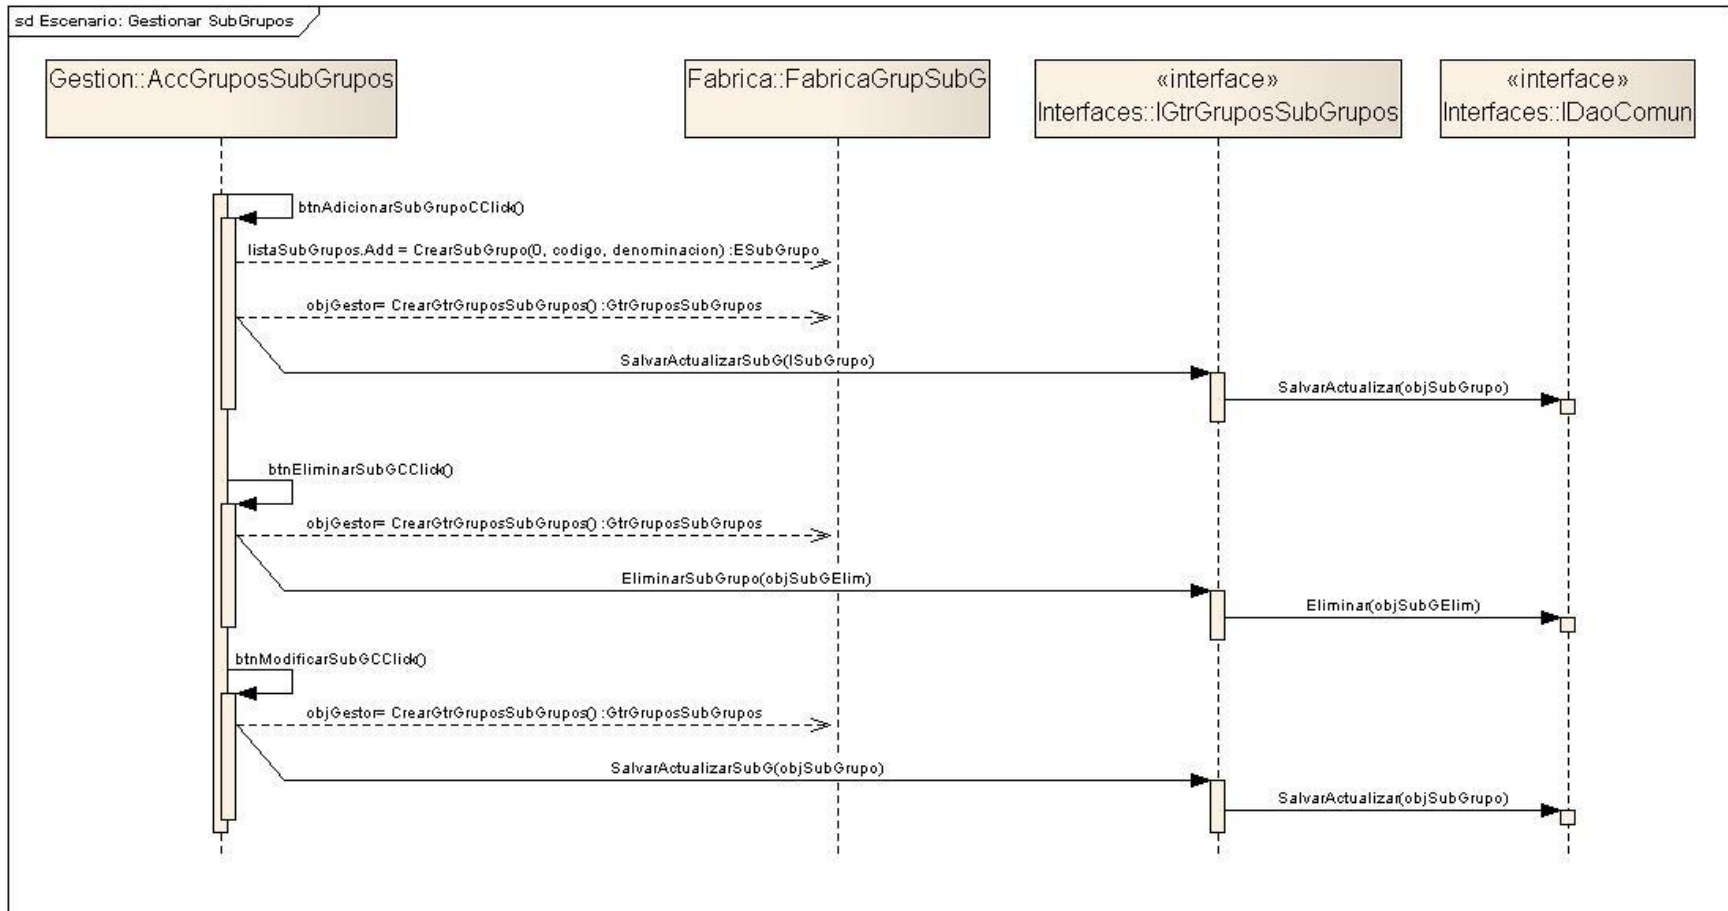 sd Escenario: Gestionar SubGrupos
Gestion::AccGruposSubGrupos
Fabrica::FabricaGrupSubG
«interface»
Interfaces::IGtrGruposSubGrupos
«interface»
Interfaces::IDaoComun
btnAdicionarSubGrupoCClick()
listaSubGrupos.Add = CrearSubGrupo(0, codigo, denominacion) :ESubGrupo
objGestor= CrearGtrGruposSubGrupos() :GtrGruposSubGrupos
SalvarActualizarSubG(lSubGrupo)
SalvarActualizar(objSubGrupo)
btnEliminarSubGCClick()
objGestor= CrearGtrGruposSubGrupos() :GtrGruposSubGrupos
EliminarSubGrupo(objSubGElim)
Eliminar(objSubGElim)
btnModificarSubGCClick()
objGestor= CrearGtrGruposSubGrupos() :GtrGruposSubGrupos
SalvarActualizarSubG(objSubGrupo)
SalvarActualizar(objSubGrupo)